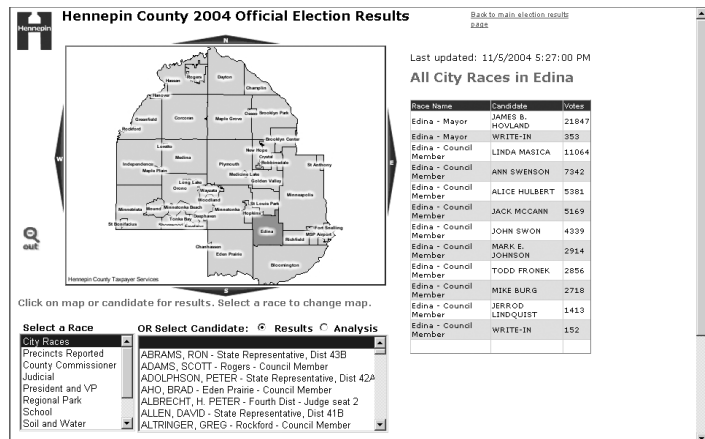 Hennepin
Hennepin County 2004 Official Election Results
Back to main election results
page
N
Hassan
Rogers
Dayton
Champlin
Hanover
Greenfield
Corcoran
Maple Grove
Osseo
Brooklyn Park
Rockford
Brooklyn Center
Loretto
New Hope
Independence
Medina
Plymouth
Crystal
Robbinsdale
St Anthony
Maple Plain
Medicine Lake
Golden Valley
Long Lake
Orono
Wayzata
Minneapolis
Woodland
St Louis Park
Minnetrista
Mound
Minnetonka Beach
Minnetonka
Hopkins
Deephaven
Tonka Bay
St Bonifacius
Edina
Fort Snelling
MSP Airport
Richfield
Chanhassen
Eden Prairie
Bloomington
W
E
S
out
Hennepin County Taxpayer Services
Click on map or candidate for results. Select a race to change map.
Select a Race
City Races
Precincts Reported
County Commissioner
Judicial
President and VP
Regional Park
School
Soil and Water
OR Select Candidate: Results Analysis
ABRAMS, RON - State Representative, Dist 43B
ADAMS, SCOTT - Rogers - Council Member
ADOLPHSON, PETER - State Representative, Dist 42A
AHO, BRAD - Eden Prairie - Council Member
ALBRECHT, H. PETER - Fourth Dist - Judge seat 2
ALLEN, DAVID - State Representative, Dist 41B
ALTRINGER, GREG - Rockford - Council Member
Last updated: 11/5/2004 5:27:00 PM
All City Races in Edina
Race Name Candidate Votes
Edina - Mayor JAMES B. HOVLAND 21847
Edina - Mayor WRITE-IN 353
Edina - Council Member LINDA MASICA 11064
Edina - Council Member ANN SWENSON 7342
Edina - Council Member ALICE HULBERT 5381
Edina - Council Member JACK MCCANN 5169
Edina - Council Member JOHN SWON 4339
Edina - Council Member MARK E. JOHNSON 2914
Edina - Council Member TODD FRONEK 2856
Edina - Council Member MIKE BURG 2718
Edina - Council Member JERROD LINDQUIST 1413
Edina - Council Member WRITE-IN 152